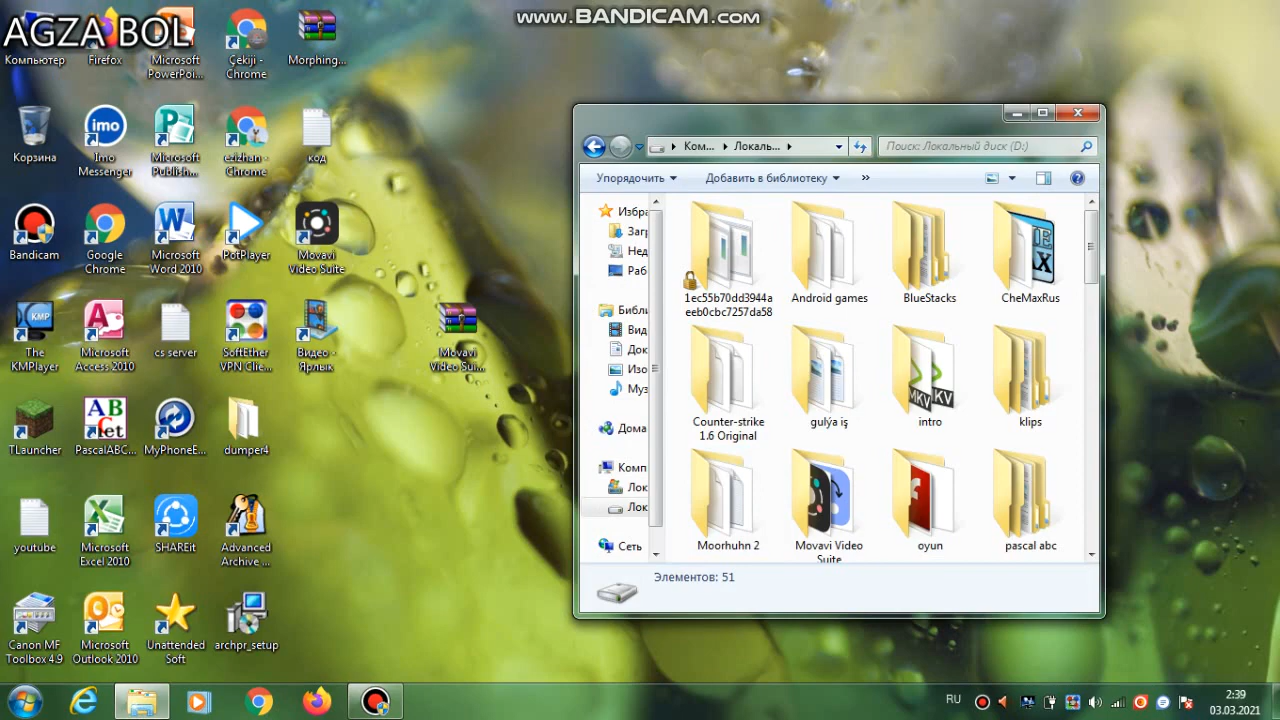 www.BANDICAM.com
AGZA BOL
Компьютер
Firefox
Microsoft
PowerPoi...
Çekiji -
Chrome
Morphing...
Корзина
Imo
Messenger
Microsoft
Publish...
ezizhan -
Chrome
код
Bandicam
Google
Chrome
Microsoft
Word 2010
PotPlayer
Movavi
Video Suite
The
KMPlayer
Microsoft
Access 2010
cs server
SoftEther
VPN Clie...
Видео -
Ярлык
Movavi
Video Sui...
TLauncher
PascalABC...
MyPhoneE...
dumper4
youtube
Microsoft
Excel 2010
SHAREit
Advanced
Archive ...
Canon MF
Toolbox 4.9
Microsoft
Outlook 2010
Unattended
Soft
archpr_setup
Ком...
Локаль...
Поиск: Локальный диск (D:)
Упорядочить
Добавить в библиотеку
»
Избра
Заг
Нед
Раб
Библи
Вид
Док
Изо
Муз
Дома
Комп
Лок
Лок
Сеть
1ec55b70dd3944a
eeb0cbc7257da58
Android games
BlueStacks
CheMaxRus
Counter-strike
1.6 Original
gulýa iş
intro
klips
Moorhuhn 2
Movavi Video
Suite
oyun
pascal abc
Элементов: 51
RU
2:39
03.03.2021